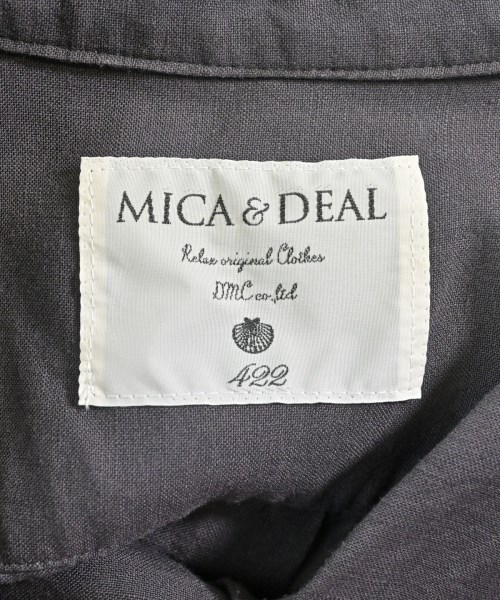 MICA & DEAL
Relax original Clothes
DMC co.,ltd
422